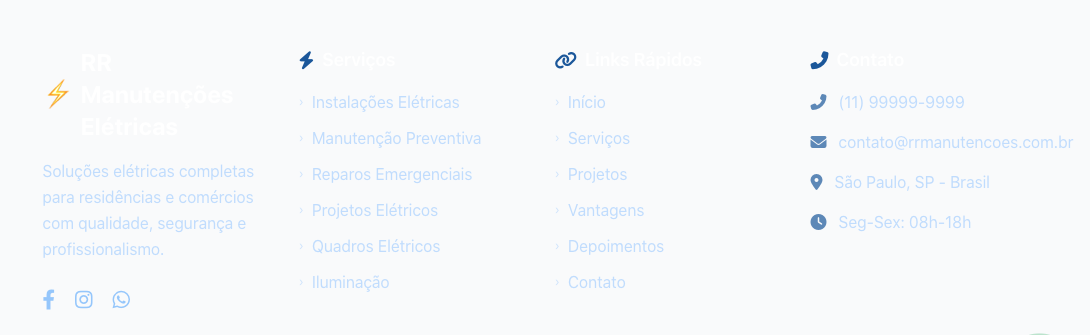 RR
Manutenções
Elétricas
Soluções elétricas completas
para residências e comércios
com qualidade, segurança e
profissionalismo.
Serviços
› Instalações Elétricas
› Manutenção Preventiva
› Reparos Emergenciais
› Projetos Elétricos
› Quadros Elétricos
› Iluminação
Links Rápidos
› Início
› Serviços
› Projetos
› Vantagens
› Depoimentos
› Contato
Contato
(11) 99999-9999
contato@rrmanutencoes.com.br
São Paulo, SP - Brasil
Seg-Sex: 08h-18h